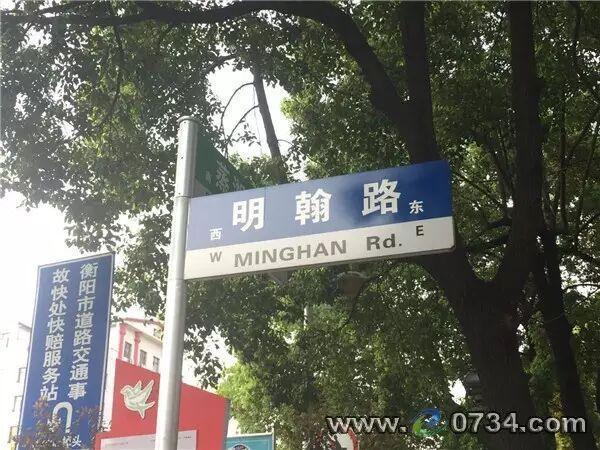 明翰路
西 东
W MINGHAN Rd. E
衡阳市道路交通事
故快处快赔服务站
www.0734.com